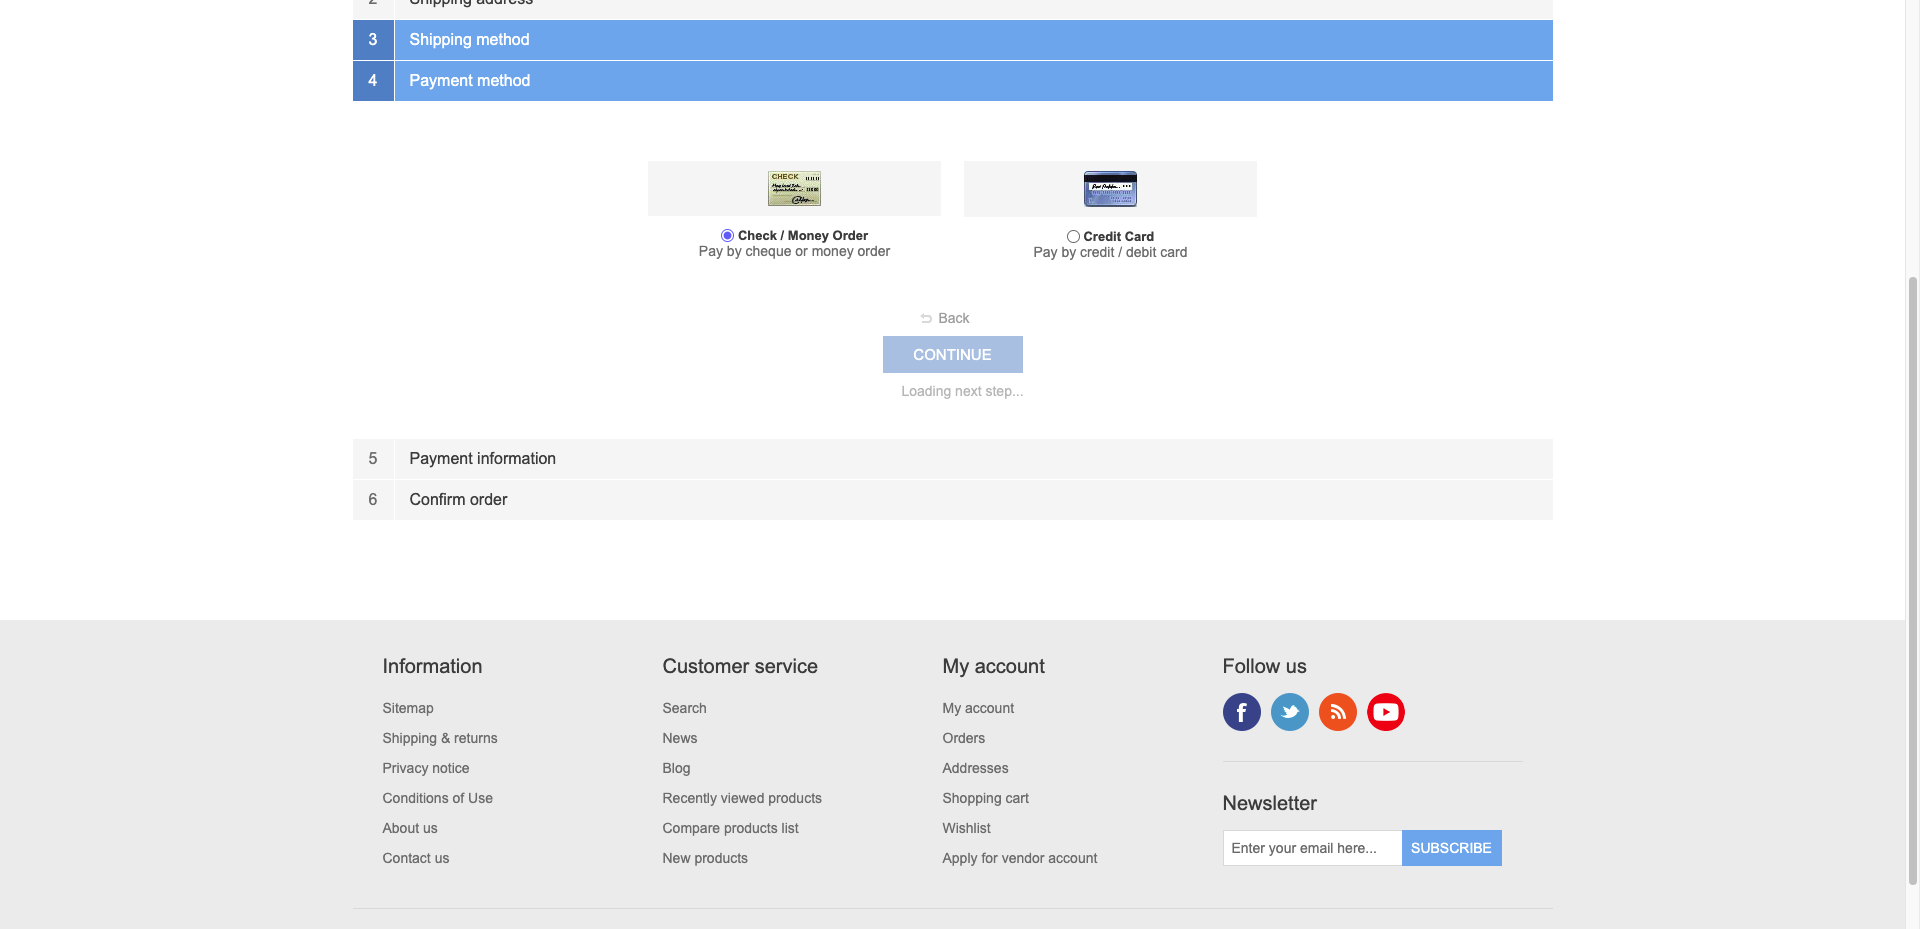 2 Shipping address
3 Shipping method
4 Payment method
CHECK
Check / Money Order
Pay by cheque or money order
Credit Card
Pay by credit / debit card
Back
CONTINUE
Loading next step...
5 Payment information
6 Confirm order
Information
Sitemap
Shipping & returns
Privacy notice
Conditions of Use
About us
Contact us
Customer service
Search
News
Blog
Recently viewed products
Compare products list
New products
My account
My account
Orders
Addresses
Shopping cart
Wishlist
Apply for vendor account
Follow us
Newsletter
Enter your email here...
SUBSCRIBE